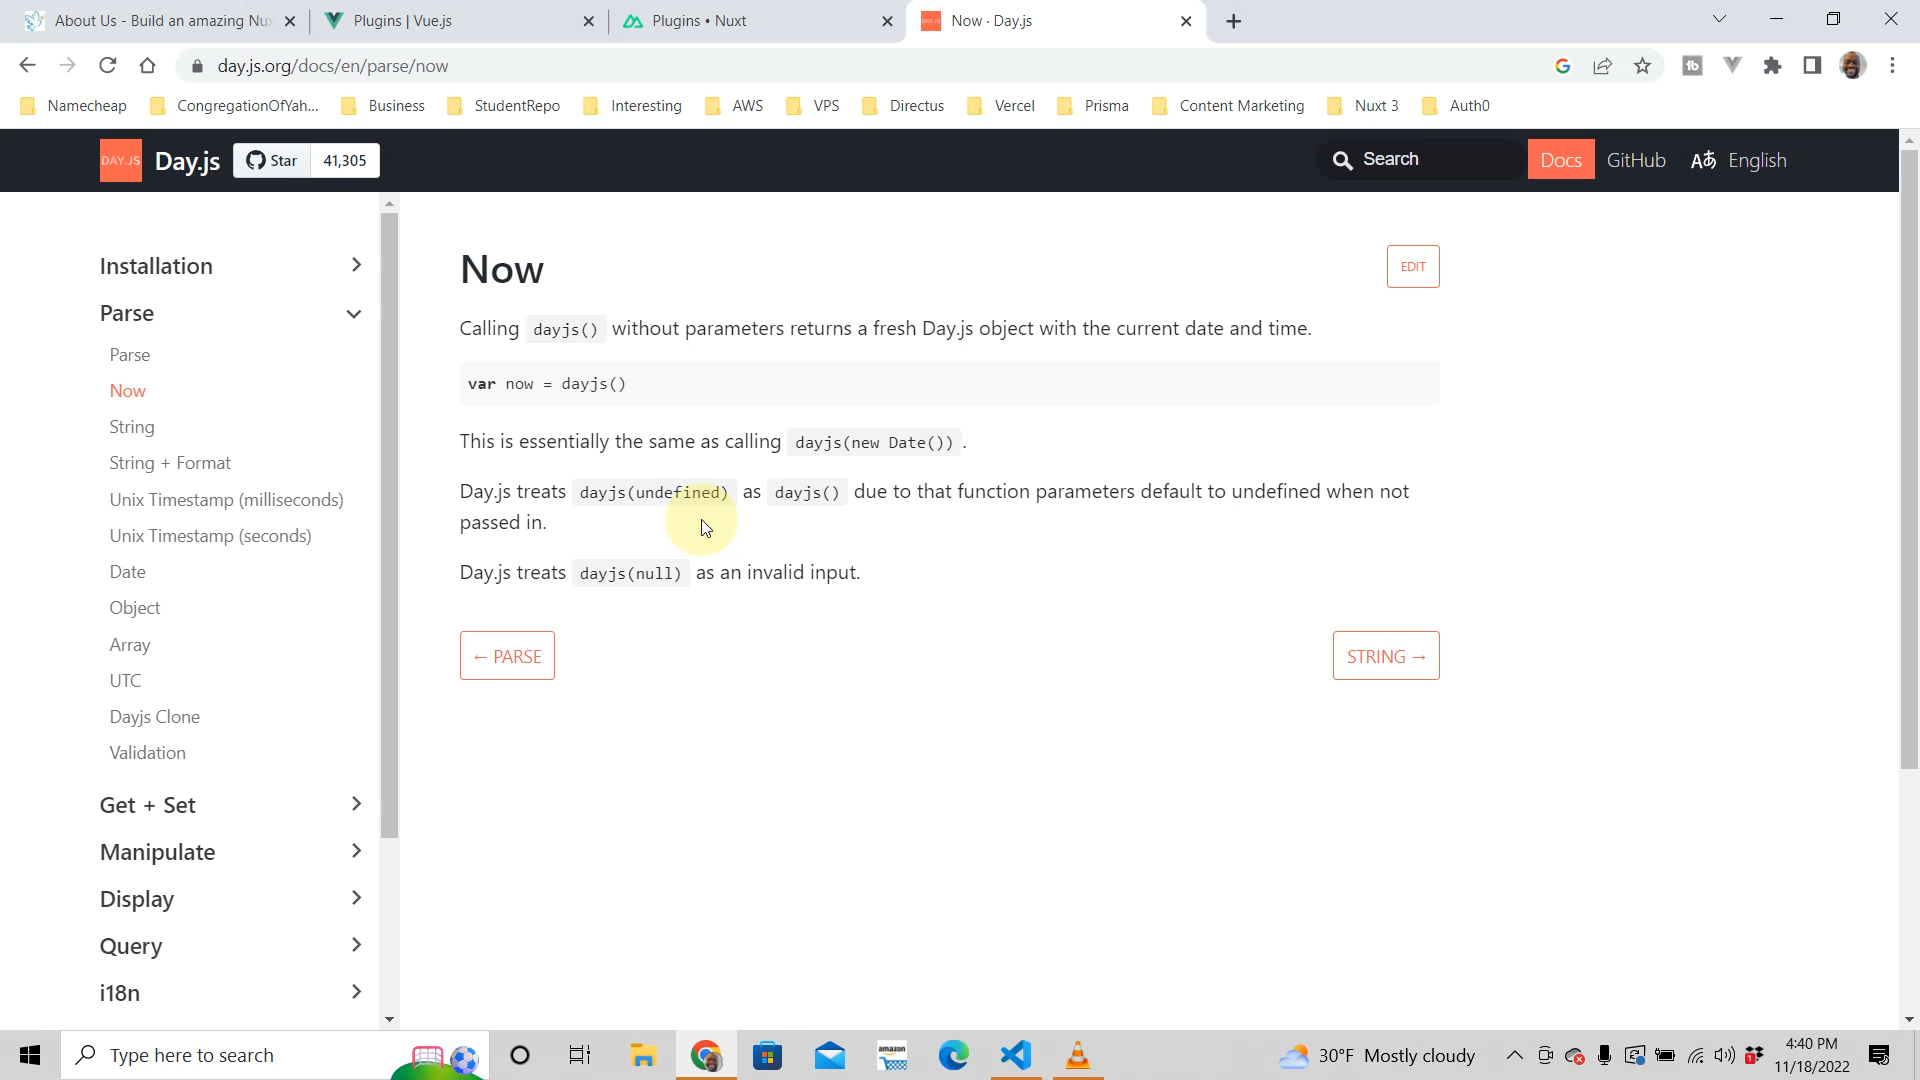 About Us - Build an amazing Nux
Plugins | Vue.js
Plugins • Nuxt
DAY.JS
Now · Day.js
day.js.org/docs/en/parse/now
Namecheap
CongregationOfYah...
Business
StudentRepo
Interesting
AWS
VPS
Directus
Vercel
Prisma
Content Marketing
Nuxt 3
Auth0
DAY.JS
Day.js
Star
41,305
Search
Docs
GitHub
English
Installation
Parse
Parse
Now
String
String + Format
Unix Timestamp (milliseconds)
Unix Timestamp (seconds)
Date
Object
Array
UTC
Dayjs Clone
Validation
Get + Set
Manipulate
Display
Query
i18n
Now
EDIT
Calling dayjs() without parameters returns a fresh Day.js object with the current date and time.
var now = dayjs()
This is essentially the same as calling dayjs(new Date()) .
Day.js treats dayjs(undefined) as dayjs() due to that function parameters default to undefined when not
passed in.
Day.js treats dayjs(null) as an invalid input.
← PARSE
STRING →
Type here to search
amazon
30°F Mostly cloudy
4:40 PM
11/18/2022